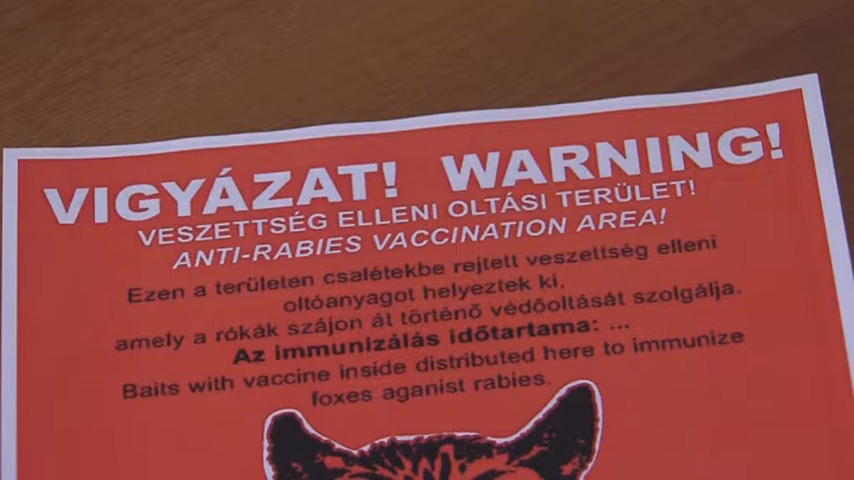 VIGYÁZAT! WARNING!
VESZETTSÉG ELLENI OLTÁSI TERÜLET!
ANTI-RABIES VACCINATION AREA!
Ezen a területen csalétekbe rejtett veszettség elleni
oltóanyagot helyeztek ki,
amely a rókák szájon át történő védőoltását szolgálja.
Az immunizálás időtartama: ...
Baits with vaccine inside distributed here to immunize
foxes aganist rabies.